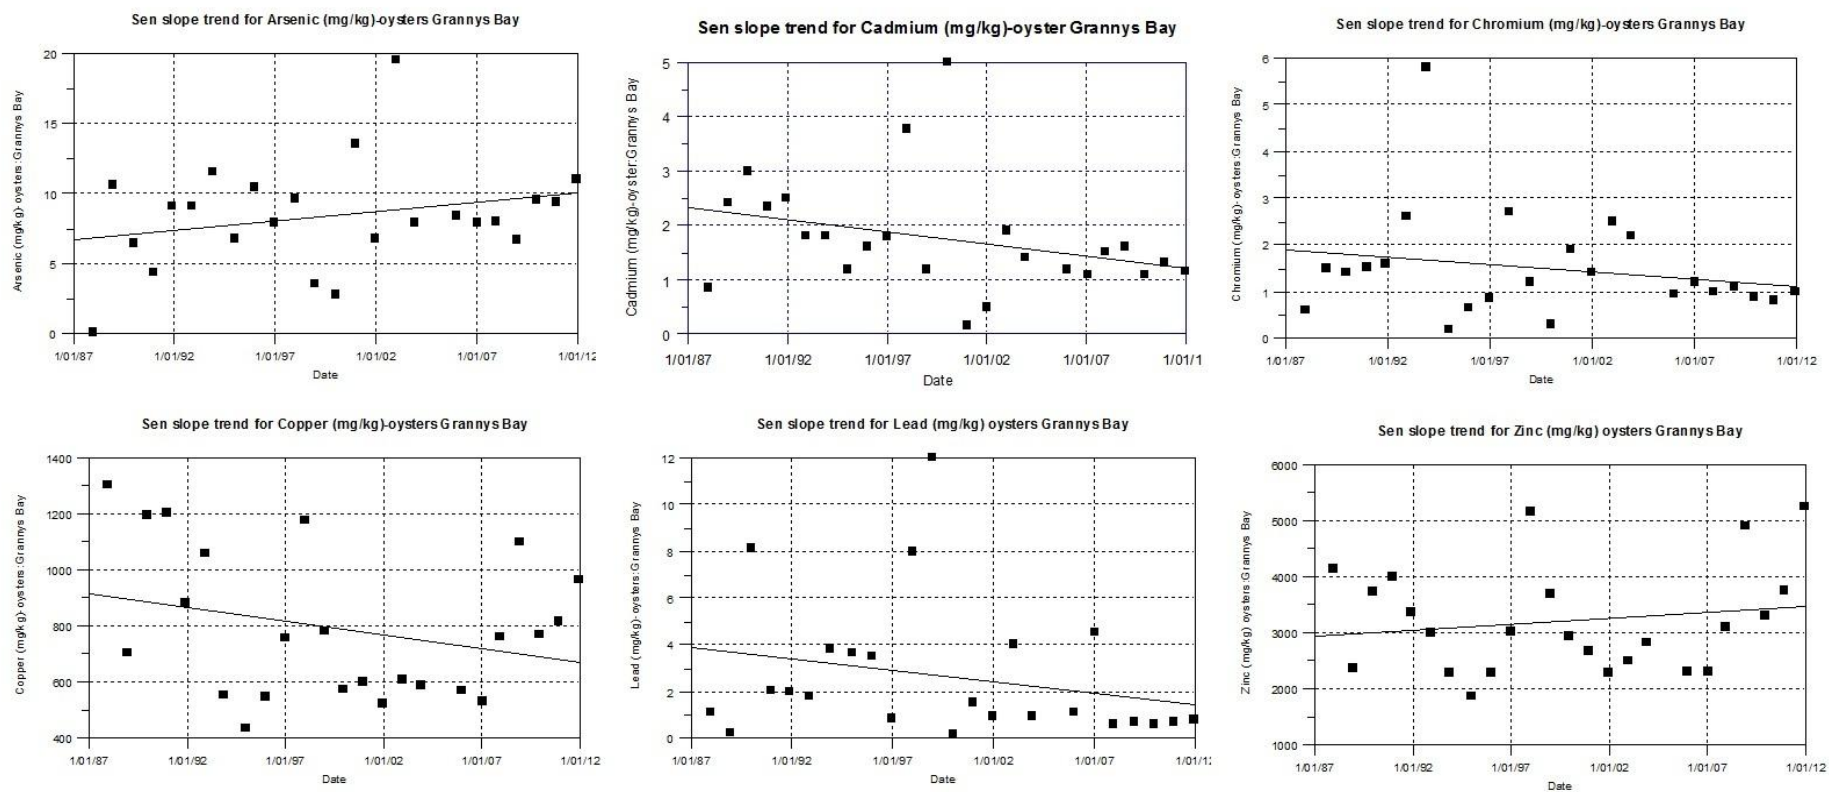 Sen slope trend for Arsenic (mg/kg)-oysters Grannys Bay
Arsenic (mg/kg)- oysters:Grannys Bay
20
15
10
5
0
1/01/87 1/01/92 1/01/97 1/01/02 1/01/07 1/01/12
Date
Sen slope trend for Cadmium (mg/kg)-oyster Grannys Bay
Cadmium (mg/kg)-oyster:Grannys Bay
5
4
3
2
1
0
1/01/87 1/01/92 1/01/97 1/01/02 1/01/07 1/01/1
Date
Sen slope trend for Chromium (mg/kg)-oysters Grannys Bay
Chromium (mg/kg)- oysters:Grannys Bay
6
5
4
3
2
1
0
1/01/87 1/01/92 1/01/97 1/01/02 1/01/07 1/01/12
Date
Sen slope trend for Copper (mg/kg)-oysters Grannys Bay
Copper (mg/kg)- oysters:Grannys Bay
1400
1200
1000
800
600
400
1/01/87 1/01/92 1/01/97 1/01/02 1/01/07 1/01/12
Date
Sen slope trend for Lead (mg/kg) oysters Grannys Bay
Lead (mg/kg)- oysters:Grannys Bay
12
10
8
6
4
2
0
1/01/87 1/01/92 1/01/97 1/01/02 1/01/07 1/01/1
Date
Sen slope trend for Zinc (mg/kg) oysters Grannys Bay
Zinc (mg/kg) oysters:Grannys Bay
6000
5000
4000
3000
2000
1000
1/01/87 1/01/92 1/01/97 1/01/02 1/01/07 1/01/12
Date